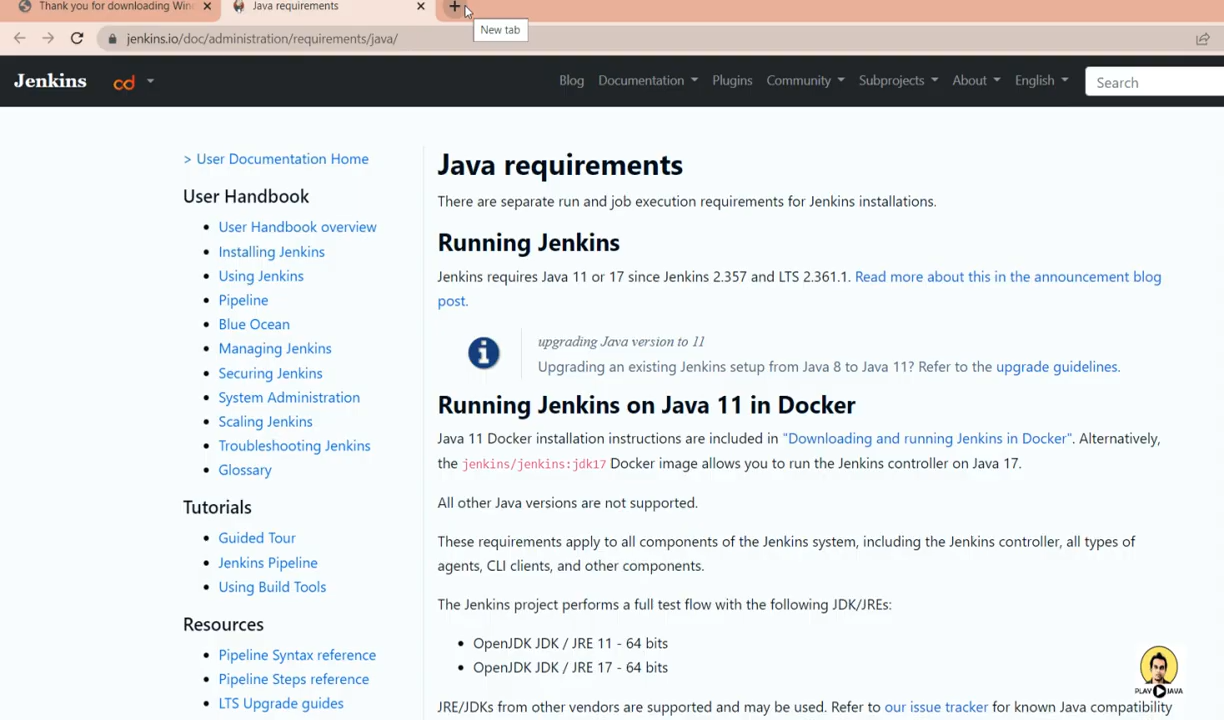 Thank you for downloading Win
Java requirements
New tab
jenkins.io/doc/administration/requirements/java/
Jenkins
cd
Blog
Documentation
Plugins
Community
Subprojects
About
English
Search
> User Documentation Home
User Handbook
User Handbook overview
Installing Jenkins
Using Jenkins
Pipeline
Blue Ocean
Managing Jenkins
Securing Jenkins
System Administration
Scaling Jenkins
Troubleshooting Jenkins
Glossary
Tutorials
Guided Tour
Jenkins Pipeline
Using Build Tools
Resources
Pipeline Syntax reference
Pipeline Steps reference
LTS Upgrade guides
Java requirements
There are separate run and job execution requirements for Jenkins installations.
Running Jenkins
Jenkins requires Java 11 or 17 since Jenkins 2.357 and LTS 2.361.1. Read more about this in the announcement blog
post.
upgrading Java version to 11
Upgrading an existing Jenkins setup from Java 8 to Java 11? Refer to the upgrade guidelines.
Running Jenkins on Java 11 in Docker
Java 11 Docker installation instructions are included in "Downloading and running Jenkins in Docker". Alternatively,
the jenkins/jenkins:jdk17 Docker image allows you to run the Jenkins controller on Java 17.
All other Java versions are not supported.
These requirements apply to all components of the Jenkins system, including the Jenkins controller, all types of
agents, CLI clients, and other components.
The Jenkins project performs a full test flow with the following JDK/JREs:
OpenJDK JDK / JRE 11 - 64 bits
OpenJDK JDK / JRE 17 - 64 bits
JRE/JDKs from other vendors are supported and may be used. Refer to our issue tracker for known Java compatibility
PLAY JAVA